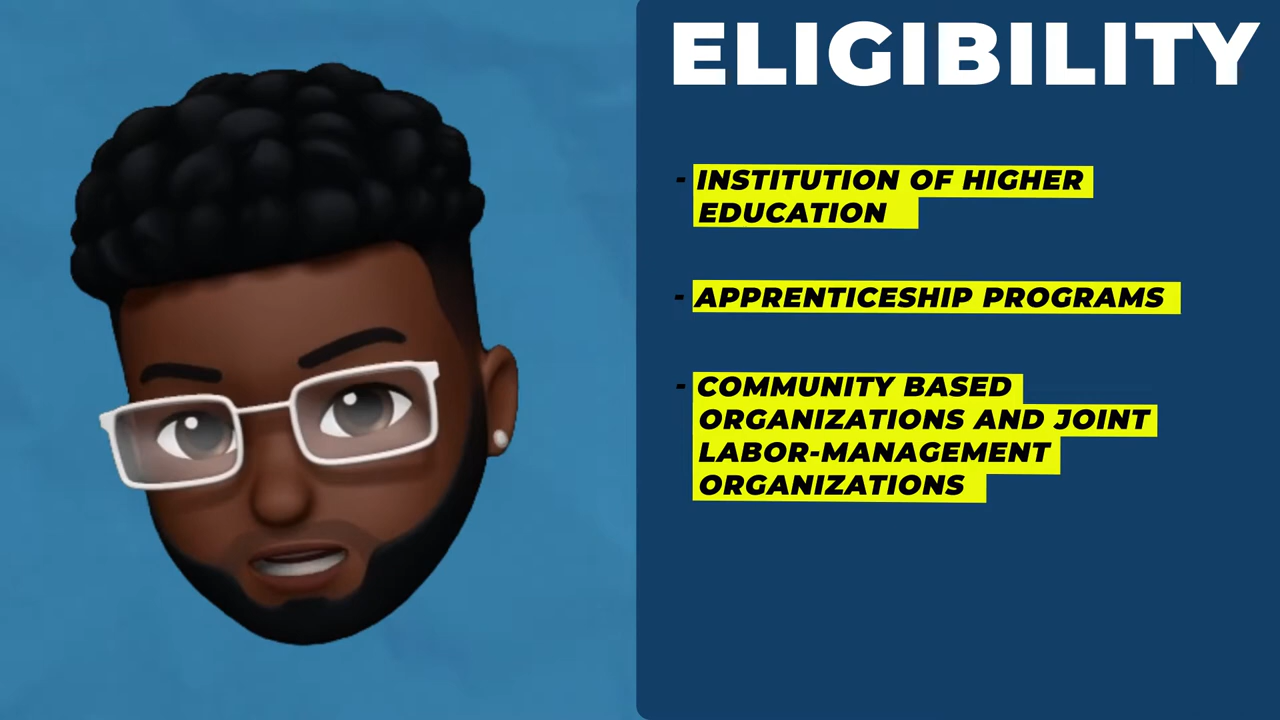 ELIGIBILITY
- INSTITUTION OF HIGHER
EDUCATION
- APPRENTICESHIP PROGRAMS
- COMMUNITY BASED
ORGANIZATIONS AND JOINT
LABOR-MANAGEMENT
ORGANIZATIONS